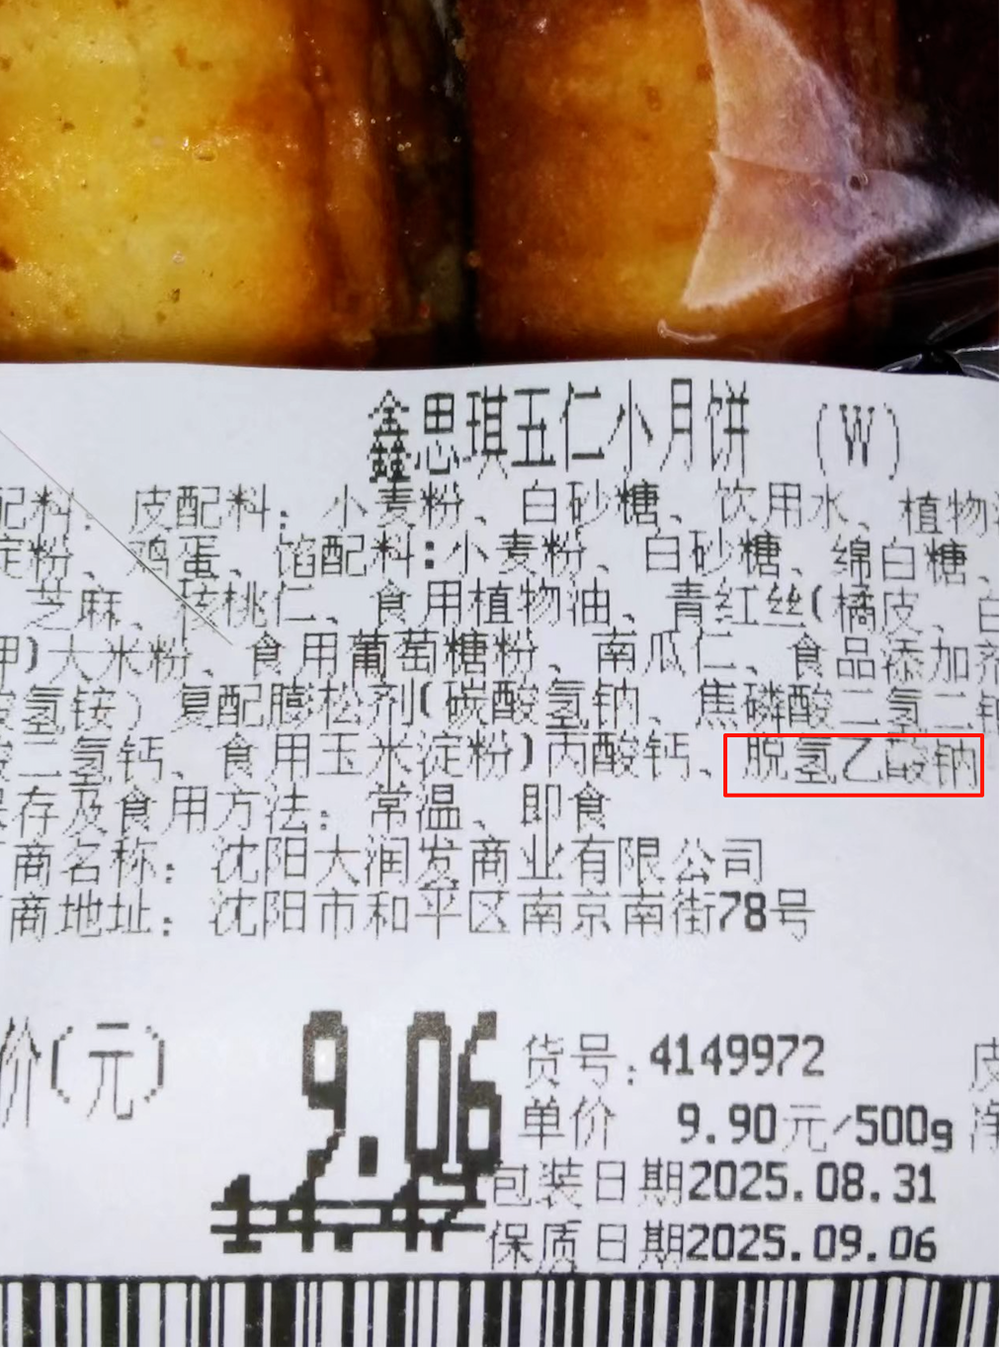 鑫思琪五仁小月饼 (W)
配料: 皮配料: 小麦粉、白砂糖、饮用水、植物
淀粉、鸡蛋、馅配料:小麦粉、白砂糖、绵白糖、
芝麻、核桃仁、食用植物油、青红丝(橘皮、白
钾)大米粉、食用葡萄糖粉、南瓜仁、食品添加剂
酸氢铵) 复配膨松剂(碳酸氢钠、焦磷酸二氢二钠
酸二氢钙、食用玉米淀粉)丙酸钙、脱氢乙酸钠
保存及食用方法: 常温、即食
商名称: 沈阳大润发商业有限公司
商地址: 沈阳市和平区南京南街78号
价(元) 9.06
货号:4149972 皮
单价 9.90元/500g 净
包装日期2025.08.31
保质日期2025.09.06